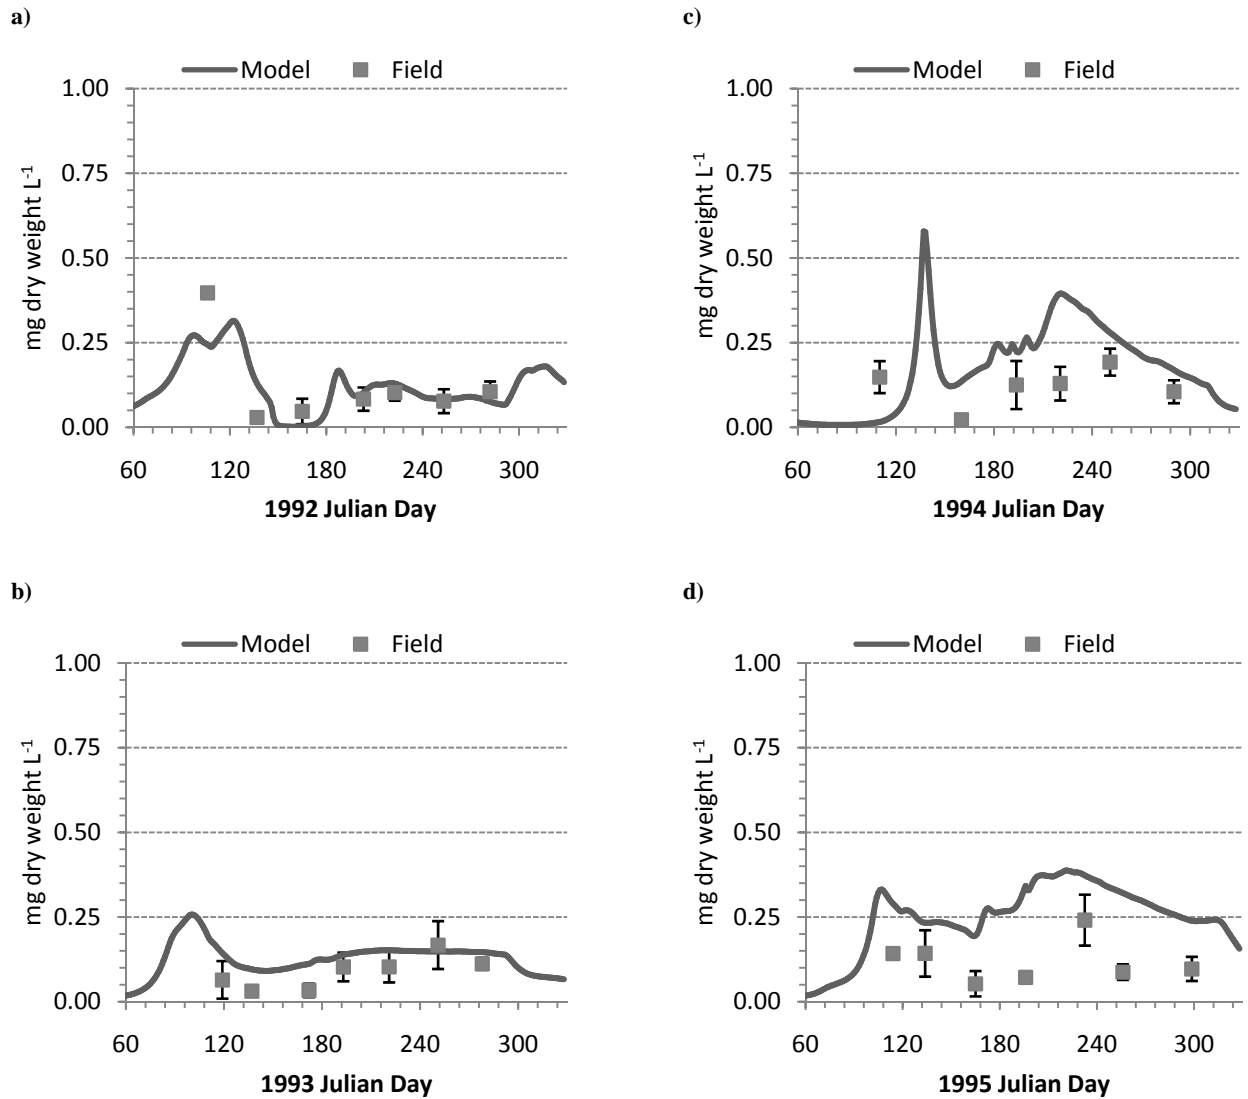 a)
Model Field
1.00
0.75
0.50
0.25
0.00
mg dry weight L-1
60 120 180 240 300
1992 Julian Day
c)
Model Field
1.00
0.75
0.50
0.25
0.00
mg dry weight L-1
60 120 180 240 300
1994 Julian Day
b)
Model Field
1.00
0.75
0.50
0.25
0.00
mg dry weight L-1
60 120 180 240 300
1993 Julian Day
d)
Model Field
1.00
0.75
0.50
0.25
0.00
mg dry weight L-1
60 120 180 240 300
1995 Julian Day